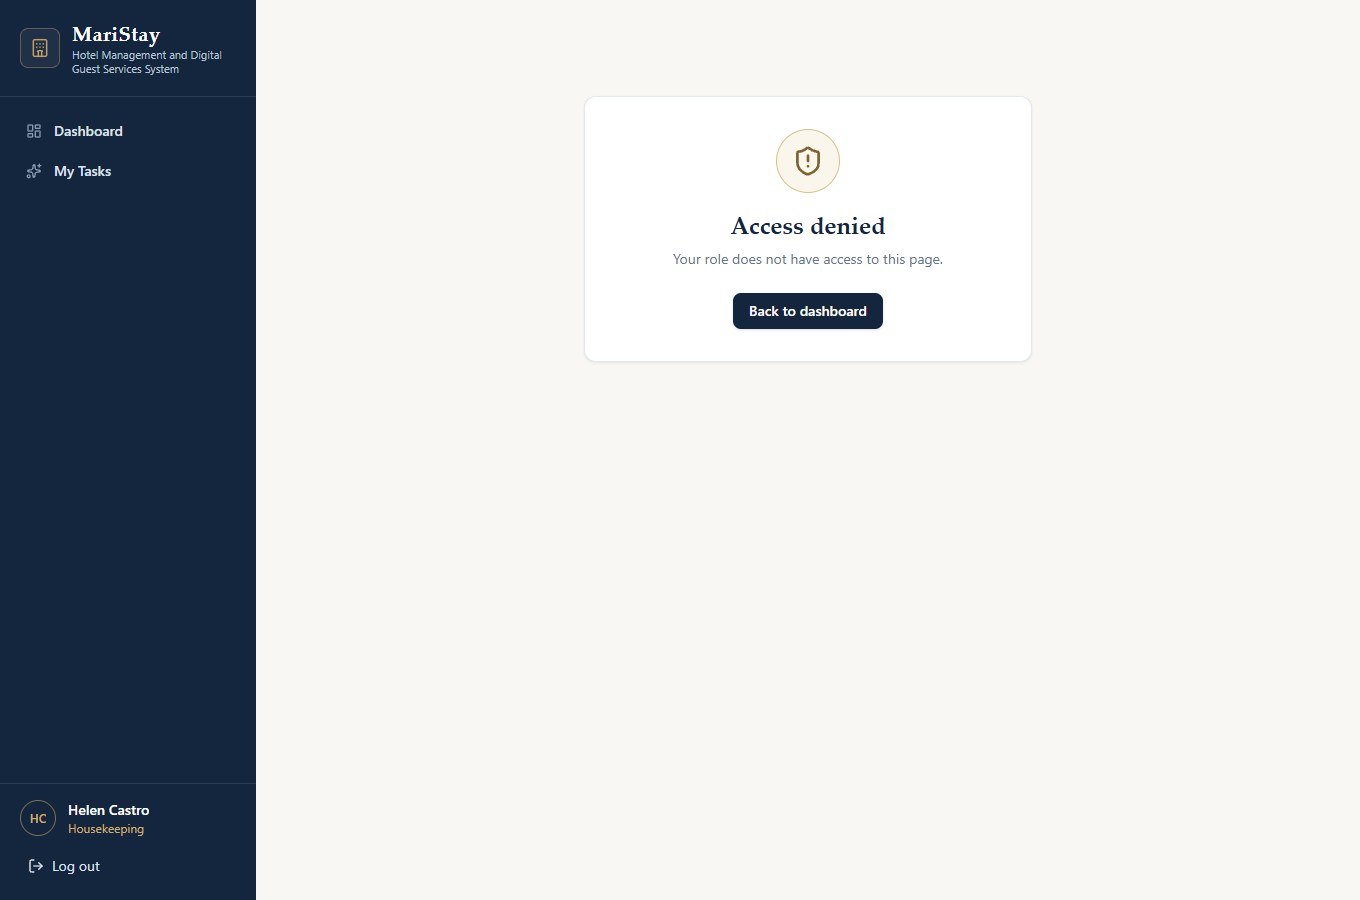 MariStay
Hotel Management and Digital
Guest Services System
Dashboard
My Tasks
Access denied
Your role does not have access to this page.
Back to dashboard
HC
Helen Castro
Housekeeping
Log out